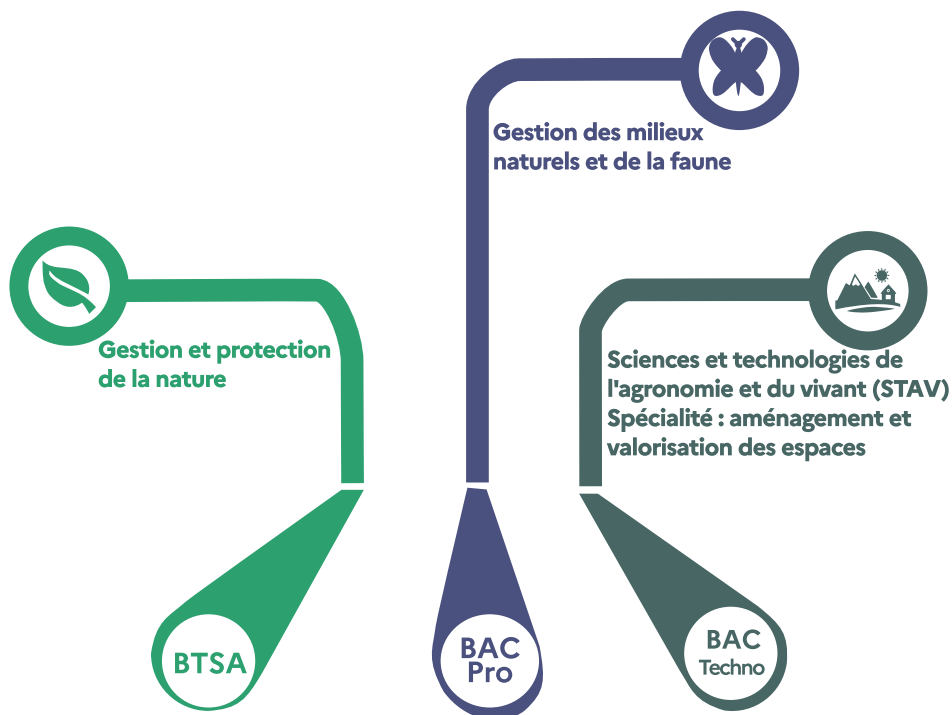 Gestion des milieux
naturels et de la faune
Gestion et protection
de la nature
Sciences et technologies de
l'agronomie et du vivant (STAV)
Spécialité : aménagement et
valorisation des espaces
BTSA
BAC
Pro
BAC
Techno